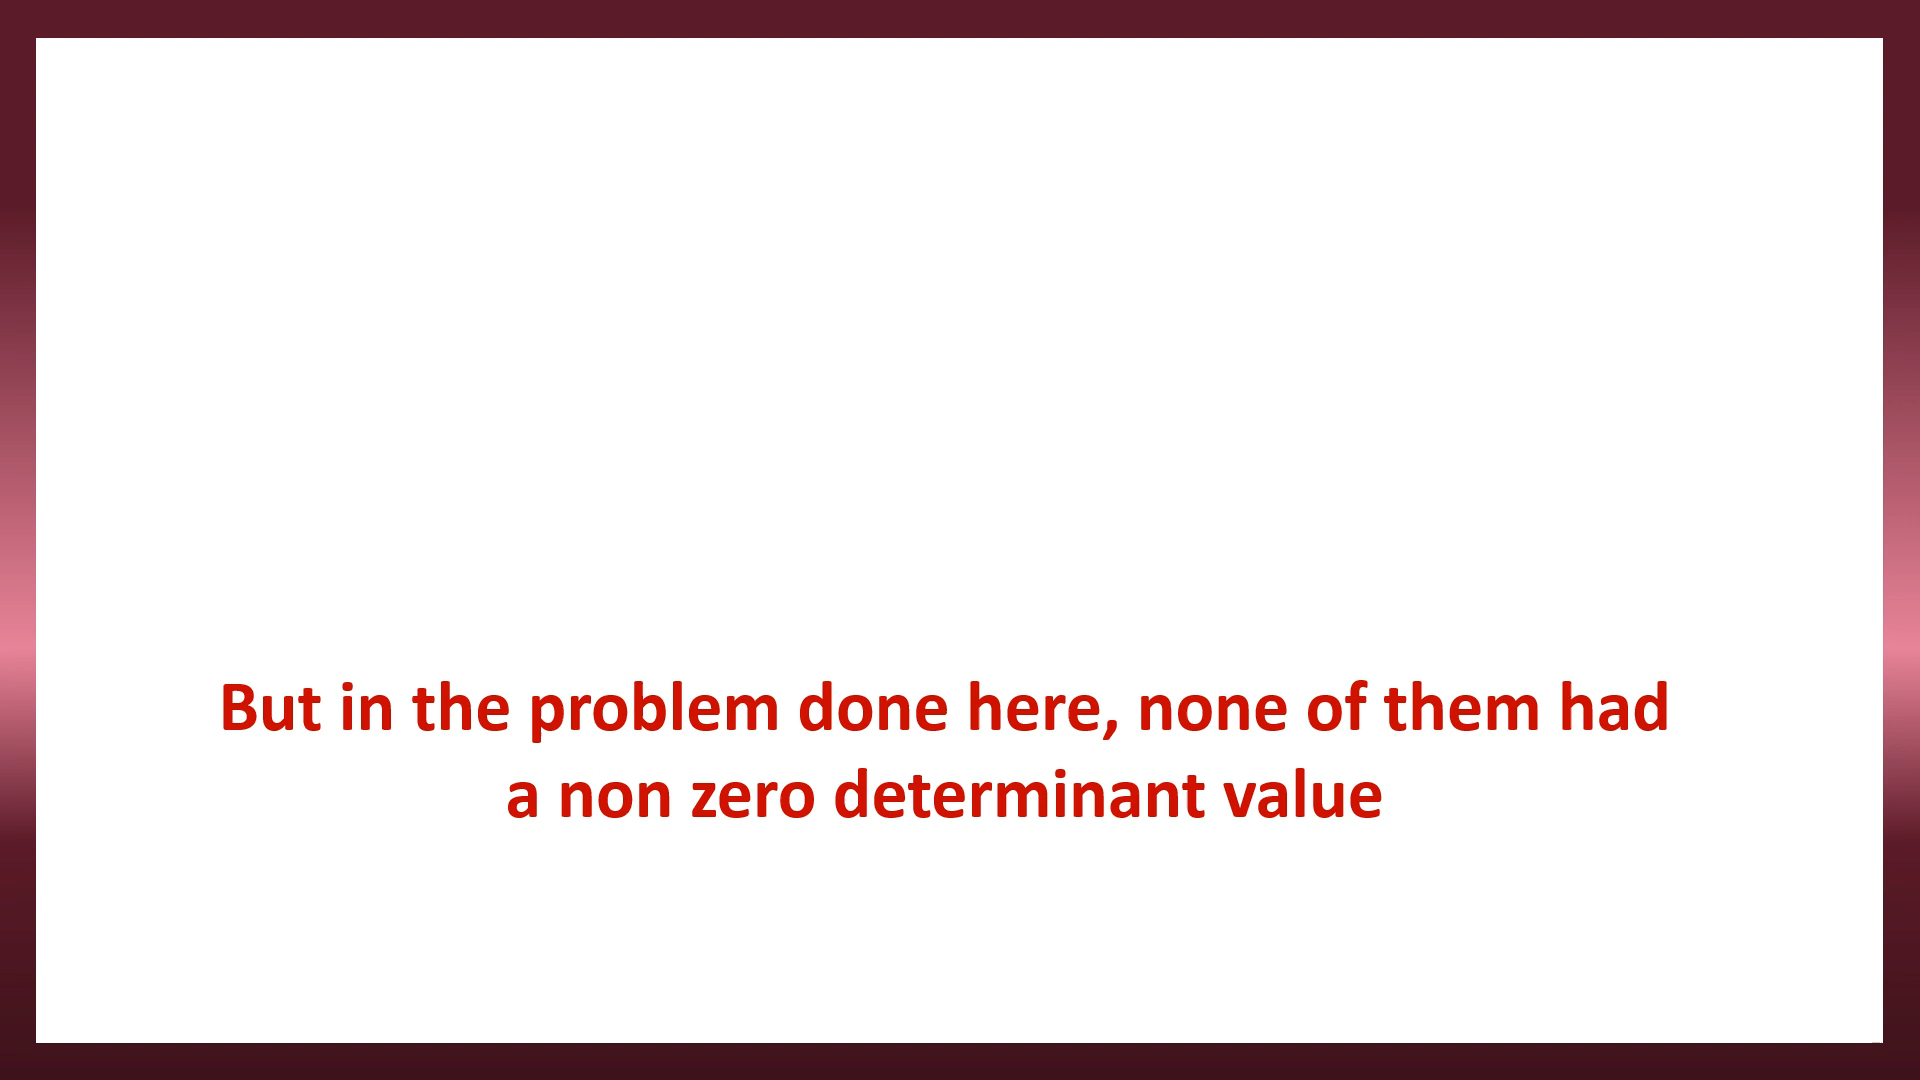 But in the problem done here, none of them had
a non zero determinant value